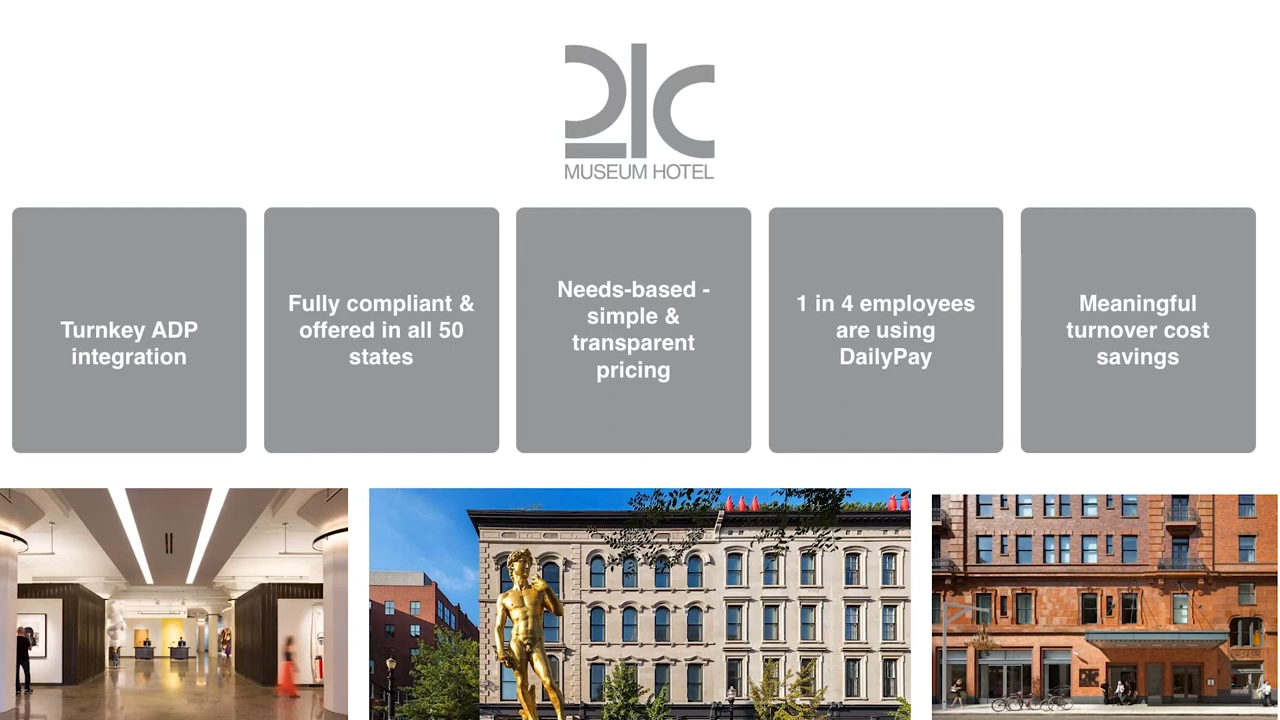 21c
MUSEUM HOTEL
Turnkey ADP
integration
Fully compliant &
offered in all 50
states
Needs-based -
simple &
transparent
pricing
1 in 4 employees
are using
DailyPay
Meaningful
turnover cost
savings